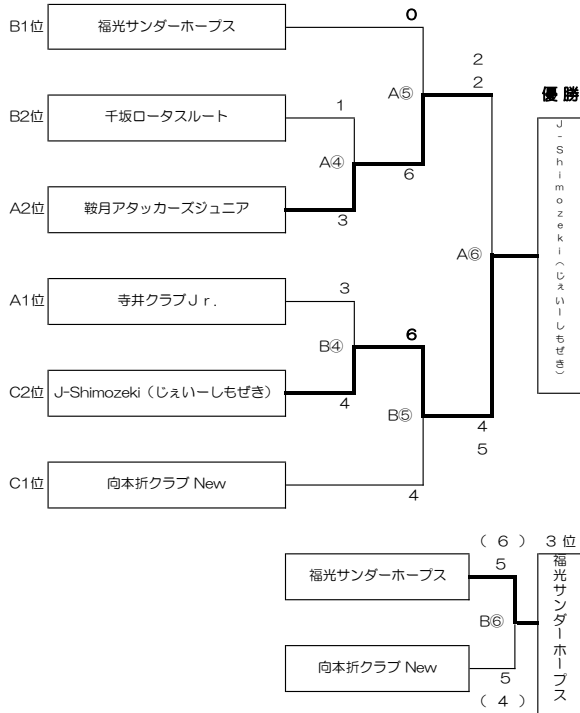 0
B1位
福光サンダーホープス
2
2
A⑤
優 勝
B2位
千坂ロータスルート
1
A④
6
A2位
鞍月アタッカーズジュニア
3
J-Shimozeki（じぇいーしもぜき）
A⑥
A1位
寺井クラブＪｒ.
3
B④
6
C2位
J-Shimozeki（じぇいーしもぜき）
4
B⑤
4
5
C1位
向本折クラブ New
4
（ 6 ）
3 位
福光サンダーホープス
5
福光サンダーホープス
B⑥
向本折クラブ New
5
（ 4 ）